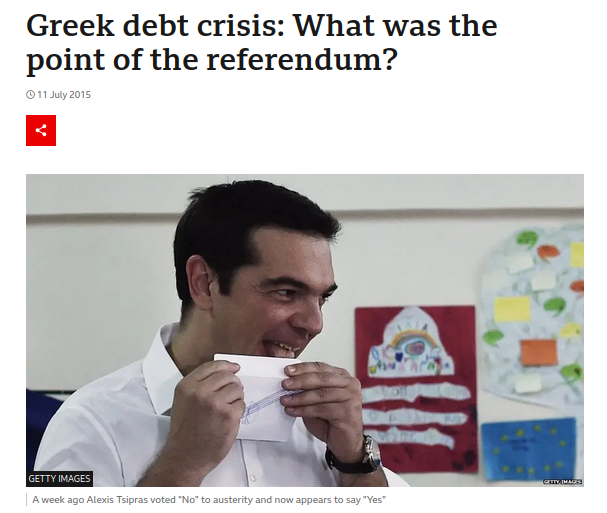 Greek debt crisis: What was the
point of the referendum?
11 July 2015
GETTY IMAGES
GETTY IMAGES
A week ago Alexis Tsipras voted "No" to austerity and now appears to say "Yes"